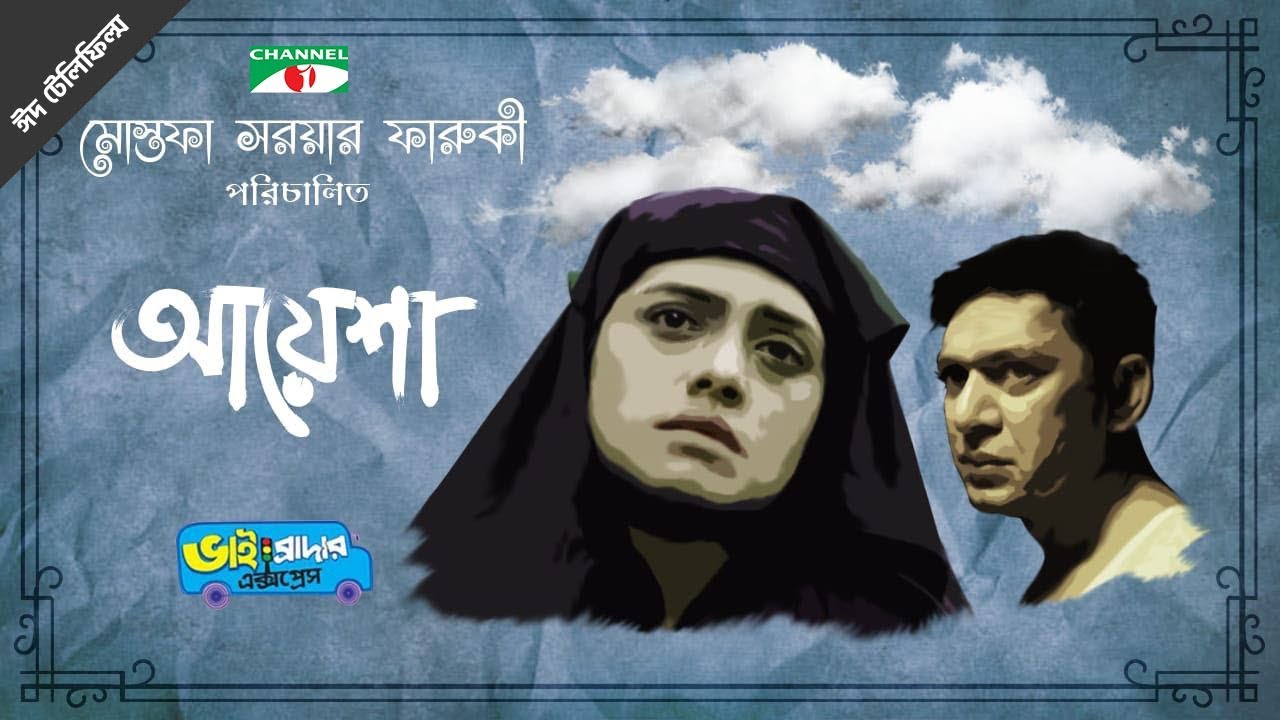 ঈদ টেলিফিল্ম
CHANNEL
i
মোস্তফা সরয়ার ফারুকী
পরিচালিত
আয়েশা
ভাই ব্রাদার
এক্সপ্রেস